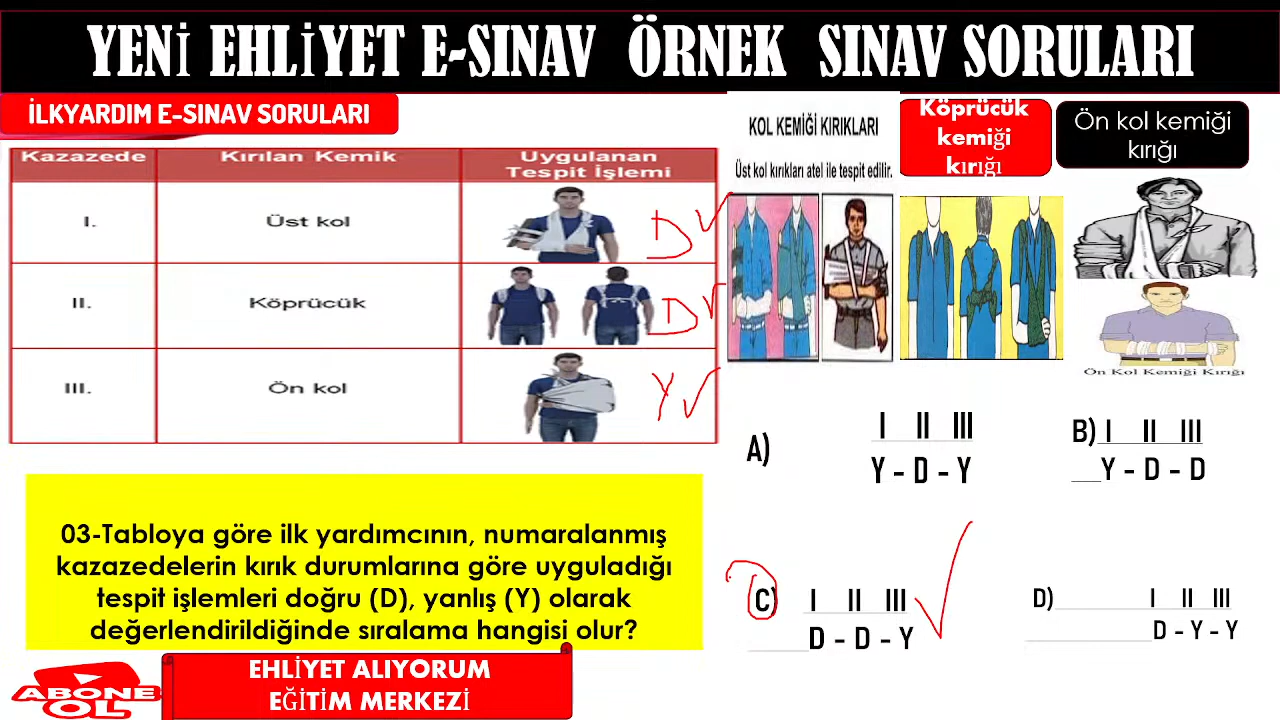 YENİ EHLİYET E-SINAV ÖRNEK SINAV SORULARI
İLKYARDIM E-SINAV SORULARI
Kazazede Kırılan Kemik Uygulanan
Tespit İşlemi
I. Üst kol
D
II. Köprücük
D
III. Ön kol
Y
KOL KEMİĞİ KIRIKLARI
Üst kol kırıkları atel ile tespit edilir.
Köprücük
kemiği
kırığı
Ön kol kemiği
kırığı
Ön Kol Kemiği Kırığı
03-Tabloya göre ilk yardımcının, numaralanmış
kazazedelerin kırık durumlarına göre uyguladığı
tespit işlemleri doğru (D), yanlış (Y) olarak
değerlendirildiğinde sıralama hangisi olur?
A) I II III
Y - D - Y
B) I II III
Y - D - D
C) I II III
D - D - Y
D) I II III
D - Y - Y
ABONE
OL
EHLİYET ALIYORUM
EĞİTİM MERKEZİ